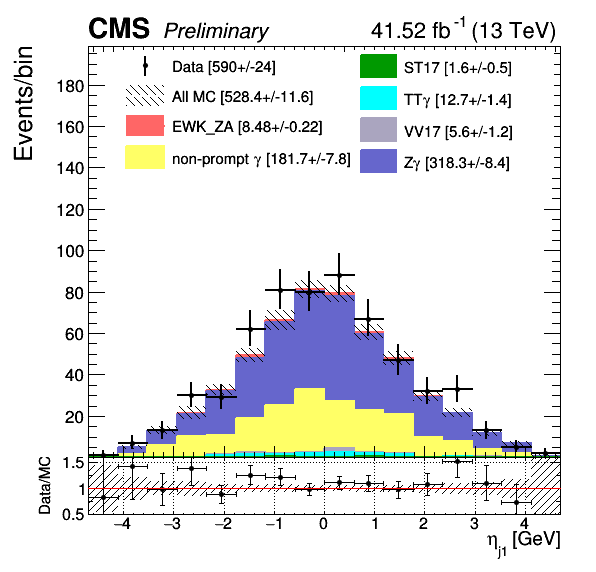 CMS Preliminary 41.52 fb⁻¹ (13 TeV)
Events/bin
Data [590+/-24]
All MC [528.4+/-11.6]
EWK_ZA [8.48+/-0.22]
non-prompt γ [181.7+/-7.8]
ST17 [1.6+/-0.5]
TTγ [12.7+/-1.4]
VV17 [5.6+/-1.2]
Zγ [318.3+/-8.4]
180
160
140
120
100
80
60
40
20
Data/MC
1.5
1
0.5
−4 −3 −2 −1 0 1 2 3 4
η_j1 [GeV]